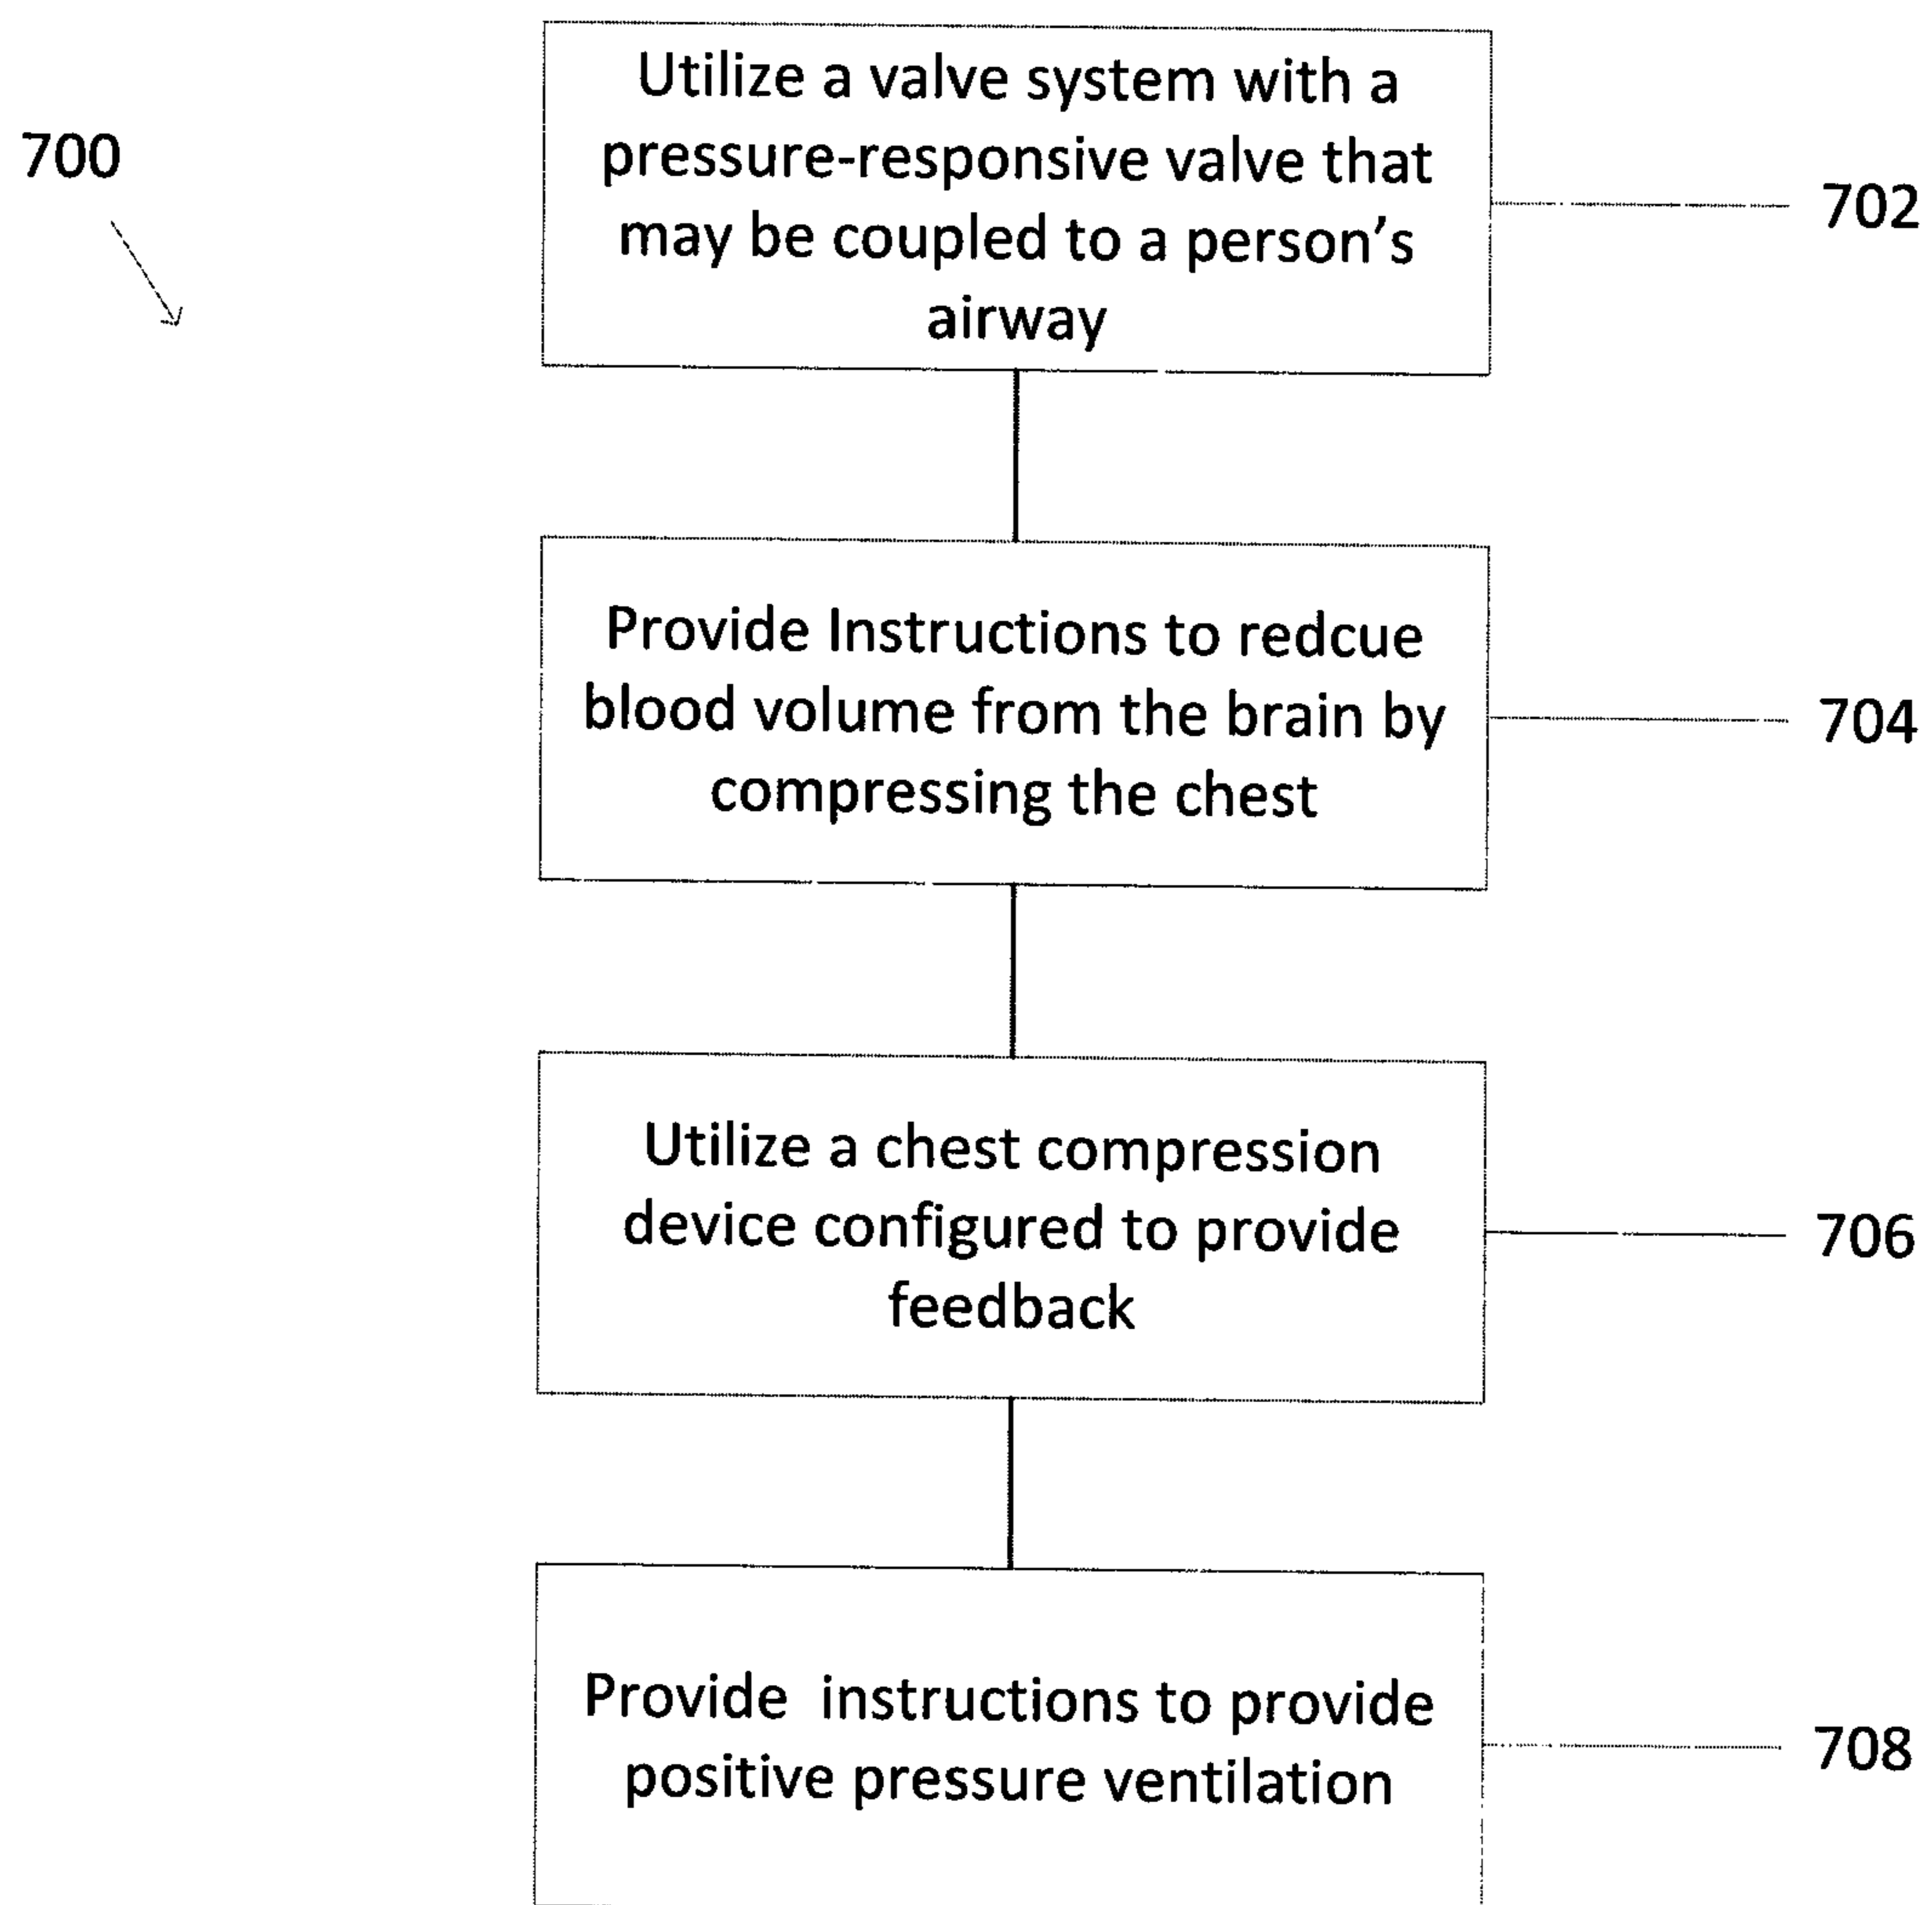 700
Utilize a valve system with a
pressure-responsive valve that
may be coupled to a person's
airway
702
Provide Instructions to redcue
blood volume from the brain by
compressing the chest
704
Utilize a chest compression
device configured to provide
feedback
706
Provide  instructions to provide
positive pressure ventilation
708